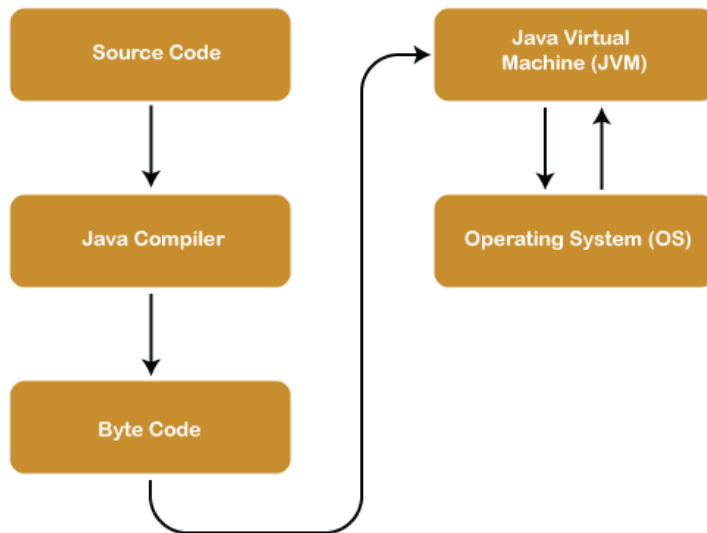 Source Code
Java Compiler
Byte Code
Java Virtual
Machine (JVM)
Operating System (OS)